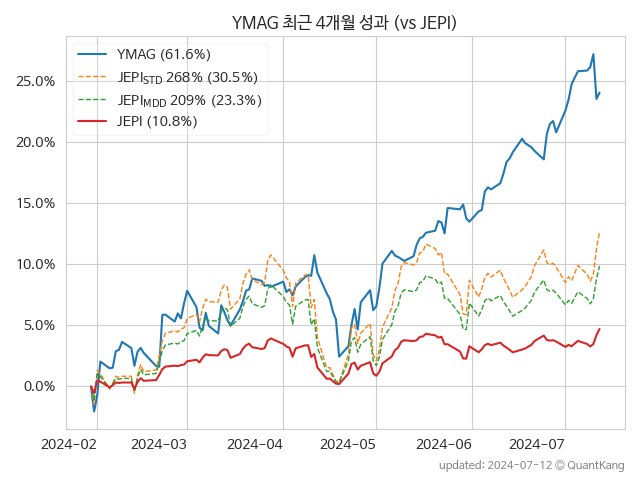 YMAG 최근 4개월 성과 (vs JEPI)
YMAG (61.6%)
JEPI_STD 268% (30.5%)
JEPI_MDD 209% (23.3%)
JEPI (10.8%)
25.0%
20.0%
15.0%
10.0%
5.0%
0.0%
2024-02 2024-03 2024-04 2024-05 2024-06 2024-07
updated: 2024-07-12 © QuantKang